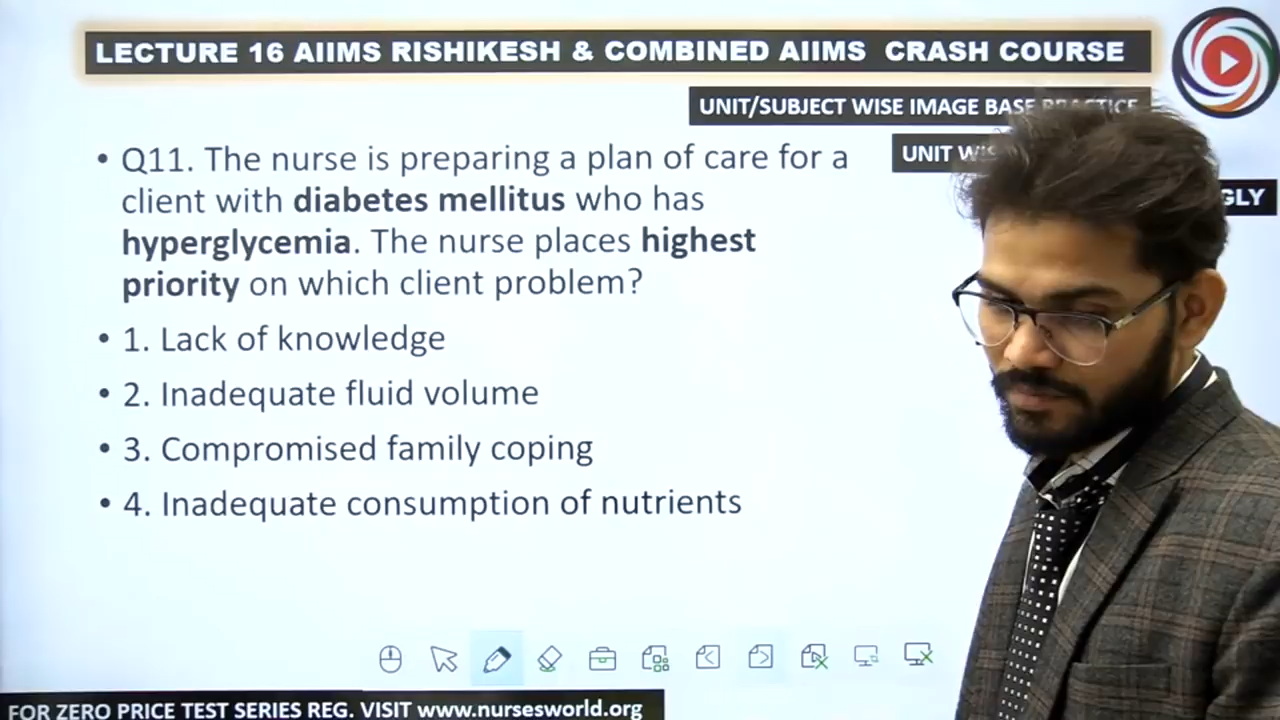 LECTURE 16 AIIMS RISHIKESH & COMBINED AIIMS CRASH COURSE
UNIT/SUBJECT WISE IMAGE BASE PRACTICE
UNIT
GLY
• Q11. The nurse is preparing a plan of care for a
client with diabetes mellitus who has
hyperglycemia. The nurse places highest
priority on which client problem?
• 1. Lack of knowledge
• 2. Inadequate fluid volume
• 3. Compromised family coping
• 4. Inadequate consumption of nutrients
FOR ZERO PRICE TEST SERIES REG. VISIT www.nursesworld.org